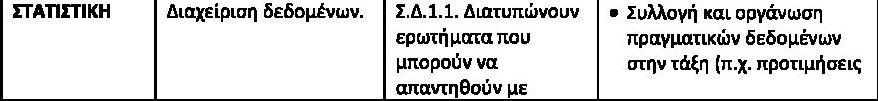 ΣΤΑΤΙΣΤΙΚΗ
Διαχείριση δεδομένων.
Σ.Δ.1.1. Διατυπώνουν
ερωτήματα που
μπορούν να
απαντηθούν με
• Συλλογή και οργάνωση
πραγματικών δεδομένων
στην τάξη (π.χ. προτιμήσεις